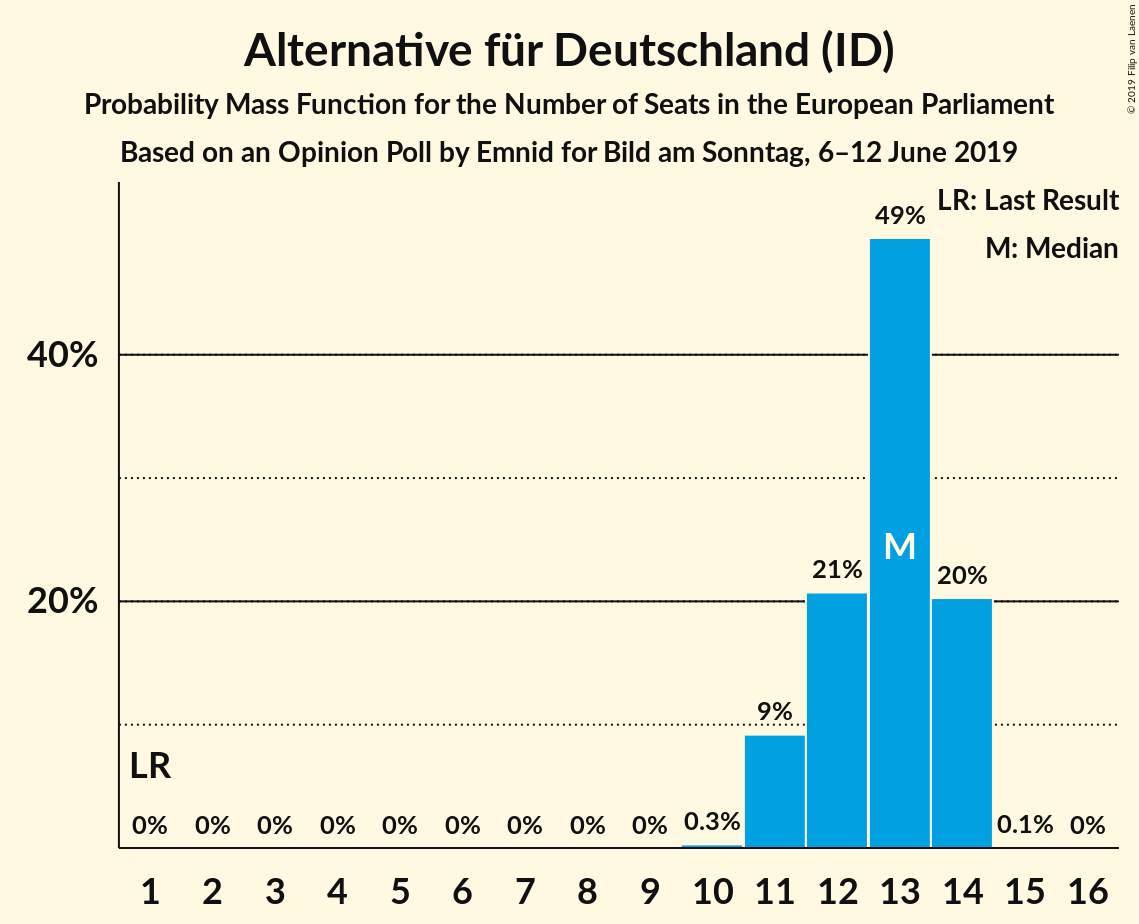 Alternative für Deutschland (ID)
Probability Mass Function for the Number of Seats in the European Parliament
Based on an Opinion Poll by Emnid for Bild am Sonntag, 6–12 June 2019
© 2019 Filip van Laenen
LR: Last Result
M: Median
49%
40%
M
21%
20%
20%
9%
LR
0% 0% 0% 0% 0% 0% 0% 0% 0% 0.3% 0.1% 0%
1 2 3 4 5 6 7 8 9 10 11 12 13 14 15 16